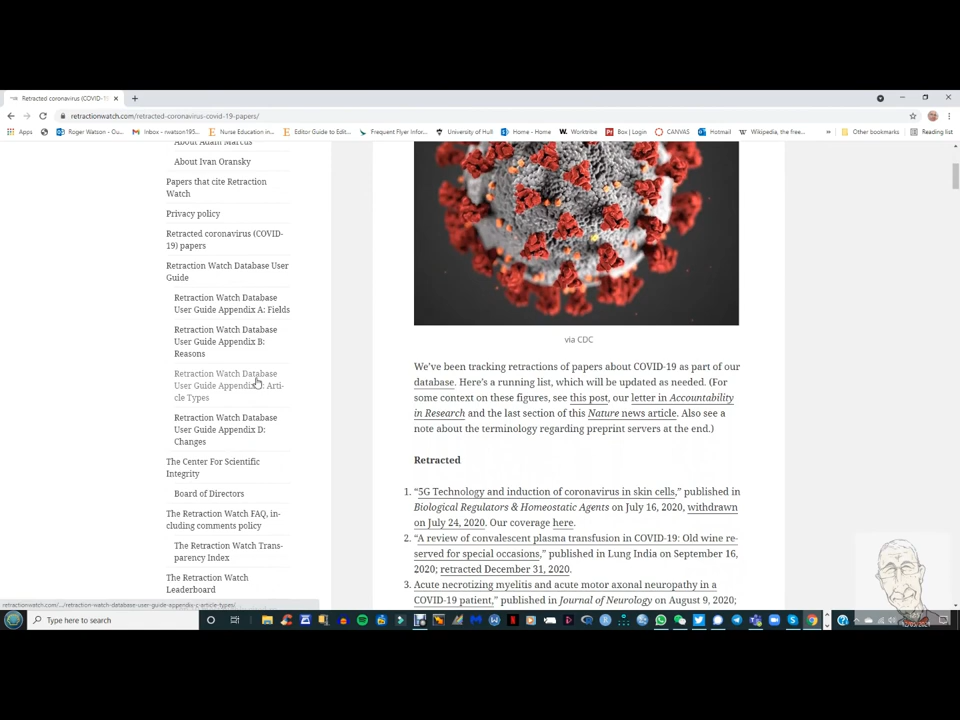 Retracted coronavirus (COVID-19
retractionwatch.com/retracted-coronavirus-covid-19-papers/
Apps
Roger Watson - Ou...
Inbox - rwatson195...
Nurse Education in...
Editor Guide to Edit...
Frequent Flyer Infor...
University of Hull
Home - Home
Worktribe
Box | Login
CANVAS
Hotmail
Wikipedia, the free...
»
Other bookmarks
Reading list
About Adam Marcus
About Ivan Oransky
Papers that cite Retraction
Watch
Privacy policy
Retracted coronavirus (COVID-
19) papers
Retraction Watch Database User
Guide
Retraction Watch Database
User Guide Appendix A: Fields
Retraction Watch Database
User Guide Appendix B:
Reasons
Retraction Watch Database
User Guide Appendix C: Arti-
cle Types
Retraction Watch Database
User Guide Appendix D:
Changes
The Center For Scientific
Integrity
Board of Directors
The Retraction Watch FAQ, in-
cluding comments policy
The Retraction Watch Trans-
parency Index
The Retraction Watch
Leaderboard
via CDC
We've been tracking retractions of papers about COVID-19 as part of our
database. Here's a running list, which will be updated as needed. (For
some context on these figures, see this post, our letter in Accountability
in Research and the last section of this Nature news article. Also see a
note about the terminology regarding preprint servers at the end.)
Retracted
1. “5G Technology and induction of coronavirus in skin cells,” published in
Biological Regulators & Homeostatic Agents on July 16, 2020, withdrawn
on July 24, 2020. Our coverage here.
2. “A review of convalescent plasma transfusion in COVID-19: Old wine re-
served for special occasions,” published in Lung India on September 16,
2020; retracted December 31, 2020.
3. Acute necrotizing myelitis and acute motor axonal neuropathy in a
COVID-19 patient,” published in Journal of Neurology on August 9, 2020;
retractionwatch.com/.../retraction-watch-database-user-guide-appendix-c-article-types/
Type here to search